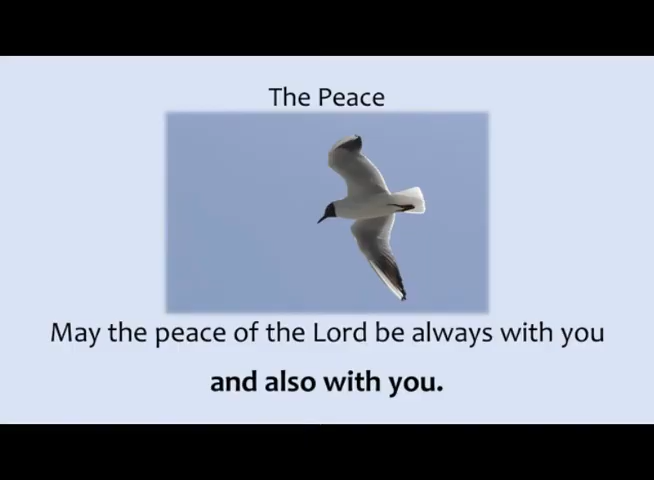 The Peace
May the peace of the Lord be always with you
and also with you.